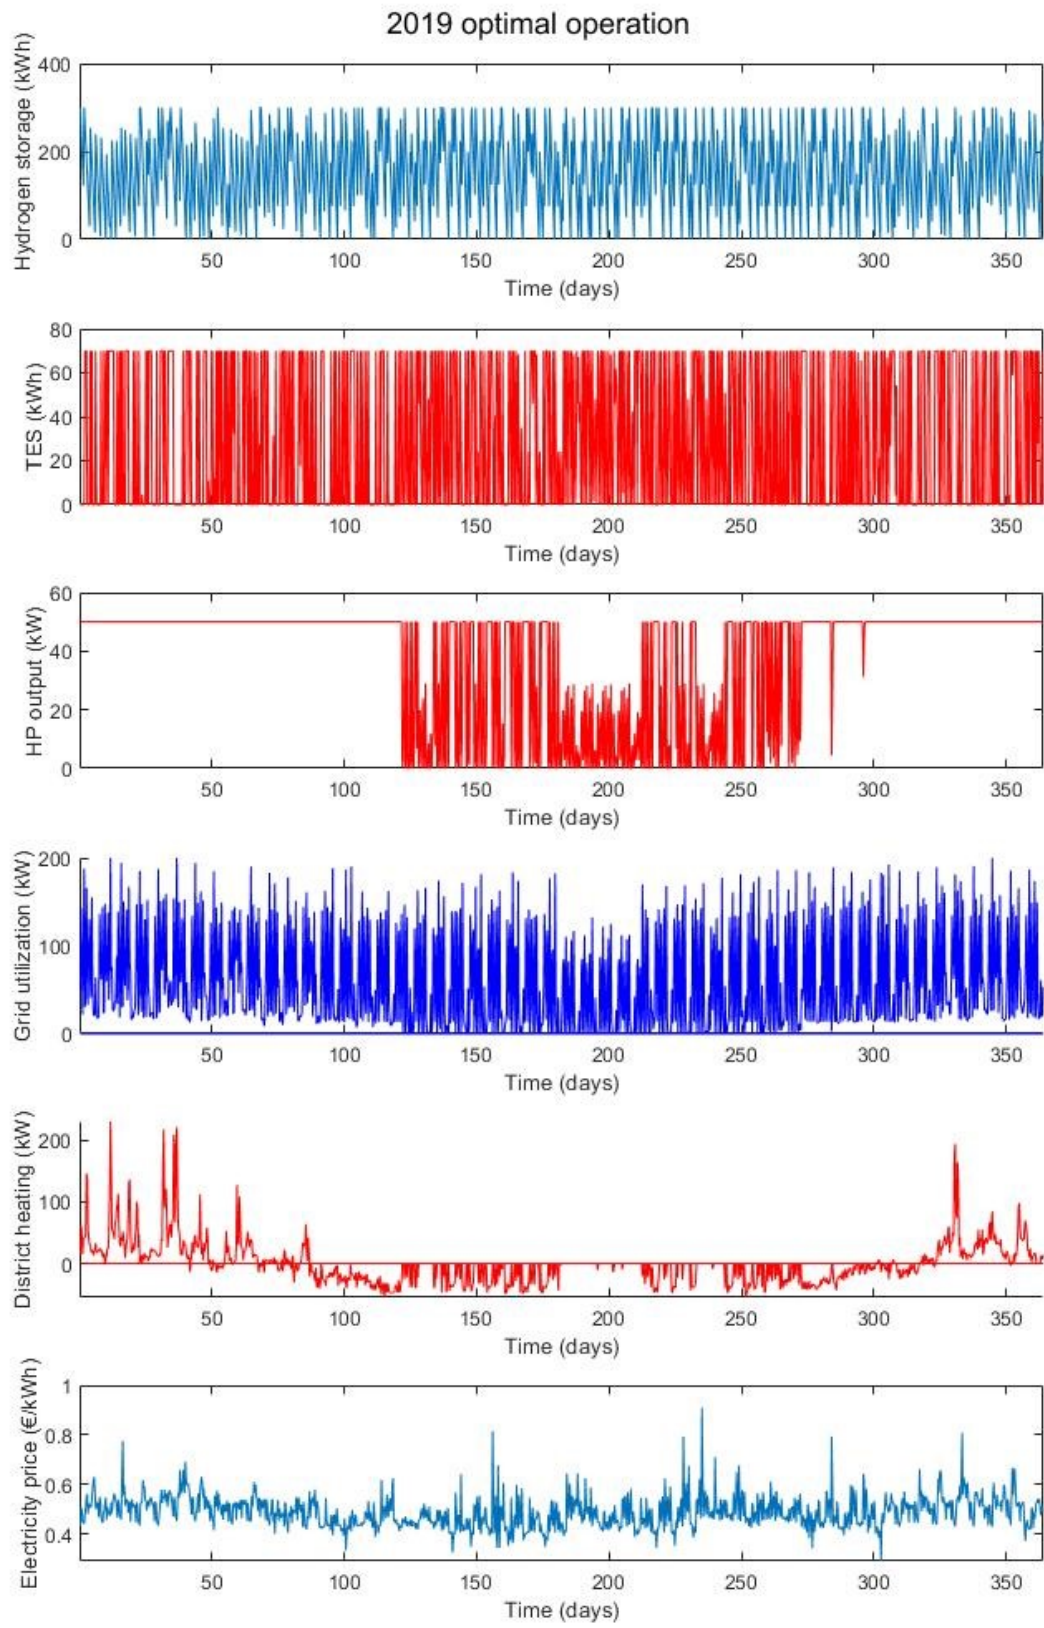 2019 optimal operation
Hydrogen storage (kWh)
400
200
0
50 100 150 200 250 300 350
Time (days)
TES (kWh)
80
60
40
20
0
50 100 150 200 250 300 350
Time (days)
HP output (kW)
60
40
20
0
50 100 150 200 250 300 350
Time (days)
Grid utilization (kW)
200
100
0
50 100 150 200 250 300 350
Time (days)
District heating (kW)
200
100
0
50 100 150 200 250 300 350
Time (days)
Electricity price (€/kWh)
1
0.8
0.6
0.4
50 100 150 200 250 300 350
Time (days)